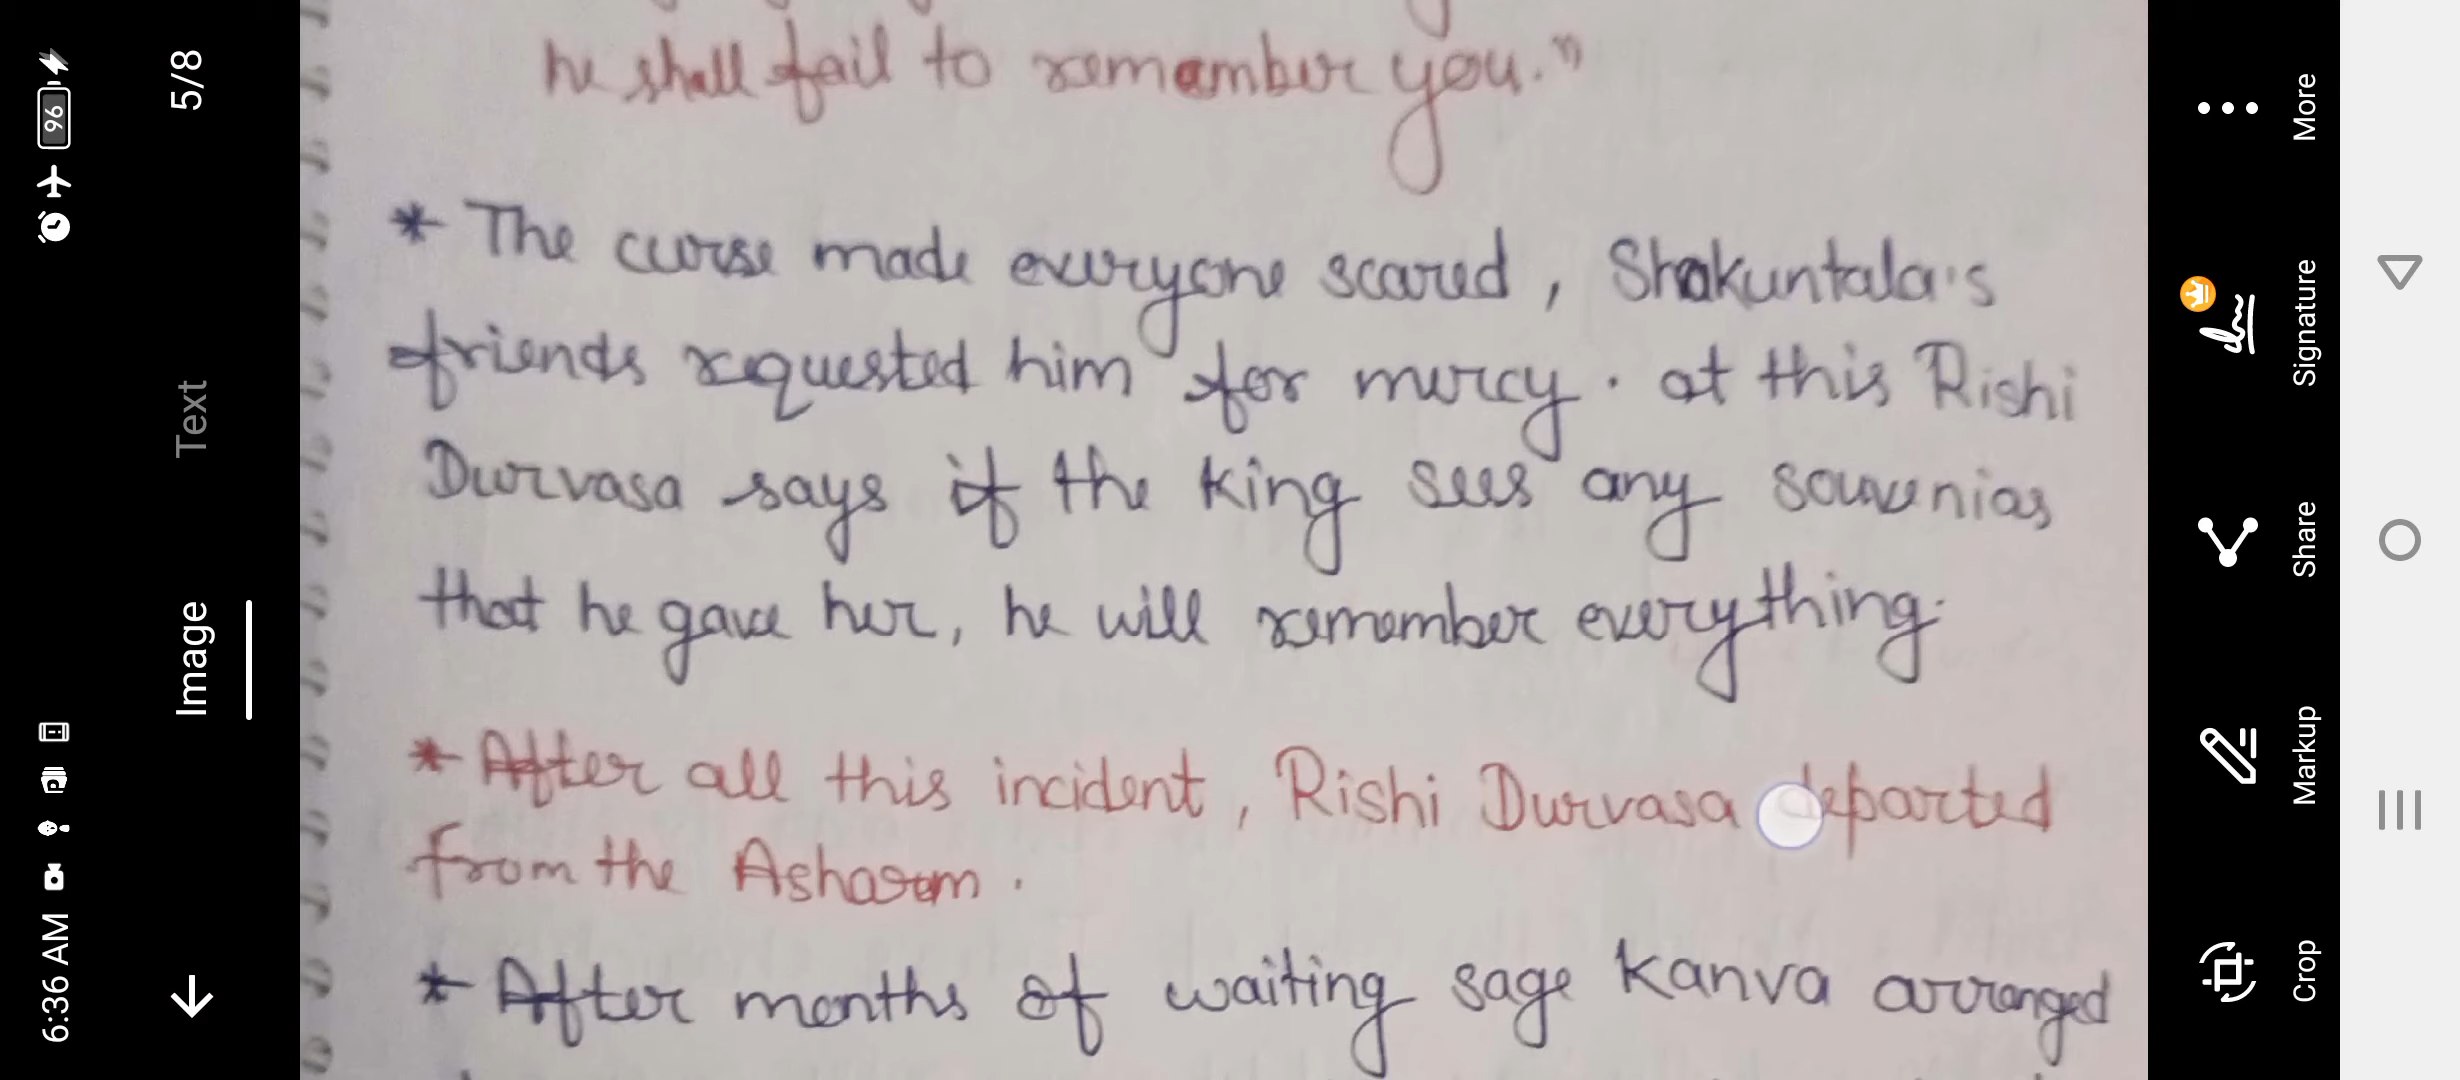 he shall fail to remember you."
* The curse made everyone scared, Shakuntala's
friends requested him for mercy. at this Rishi
Durvasa says if the king sees any souvenias
that he gave her, he will remember everything.
* After all this incident, Rishi Durvasa departed
from the Asharam.
* After months of waiting sage Kanva arranged
6:36 AM
96
5/8
Text
Image
More
Signature
Share
Markup
Crop